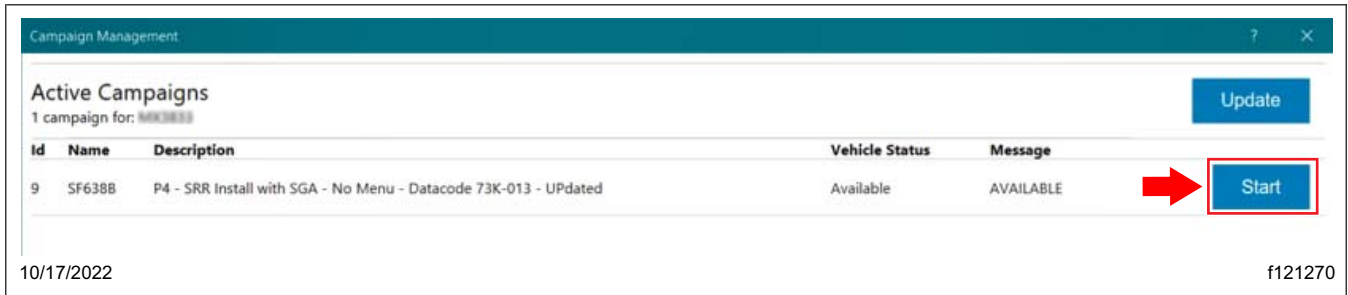 Campaign Management ? ×
Active Campaigns
Update
1 campaign for:
Id Name Description Vehicle Status Message
9 SF638B P4 - SRR Install with SGA - No Menu - Datacode 73K-013 - UPdated Available AVAILABLE Start
10/17/2022 f121270